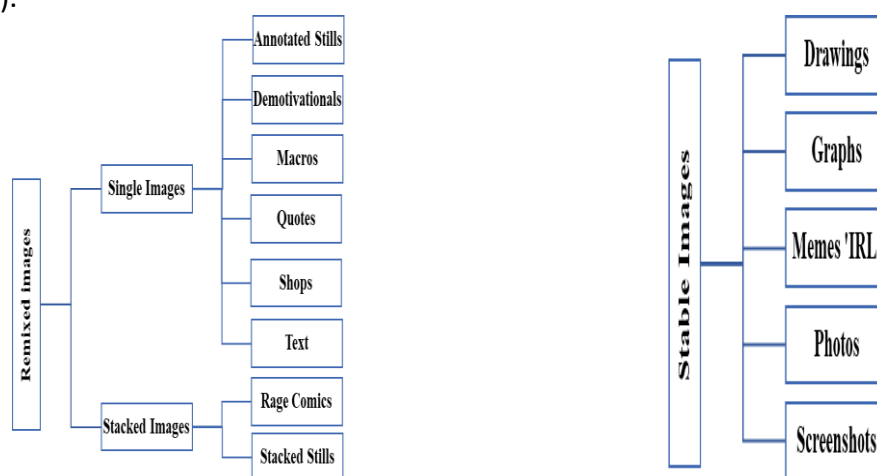 ).
Remixed images
Single Images
Annotated Stills
Demotivationals
Macros
Quotes
Shops
Text
Stacked Images
Rage Comics
Stacked Stills
Stable Images
Drawings
Graphs
Memes 'IRL
Photos
Screenshots